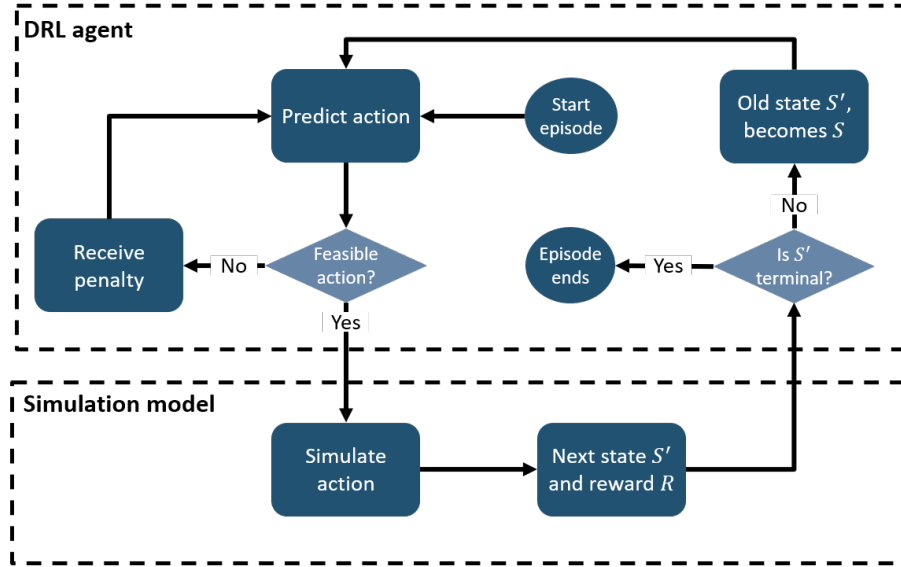 DRL agent
Predict action
Start
episode
Old state S′,
becomes S
No
Receive
penalty
No
Feasible
action?
Episode
ends
Yes
Is S′
terminal?
Yes
Simulation model
Simulate
action
Next state S′
and reward R